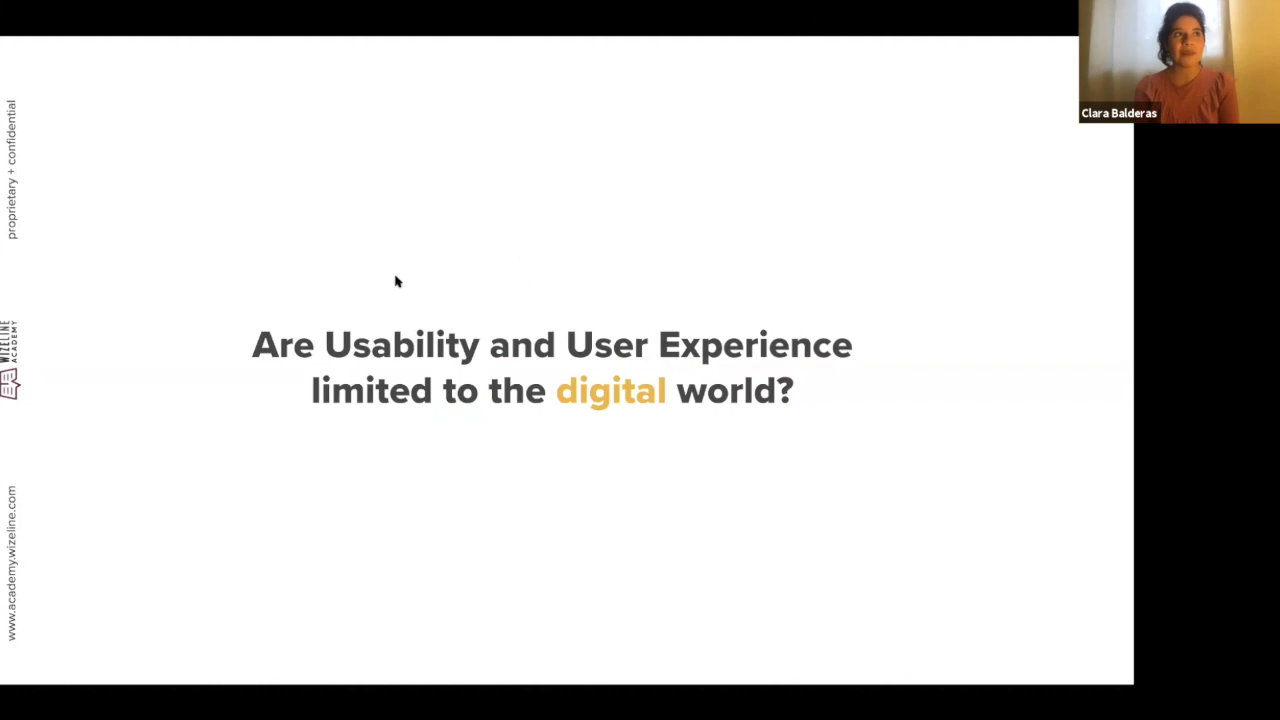 proprietary + confidential
WIZELINE
ACADEMY
www.academy.wizeline.com
Are Usability and User Experience
limited to the digital world?
Clara Balderas